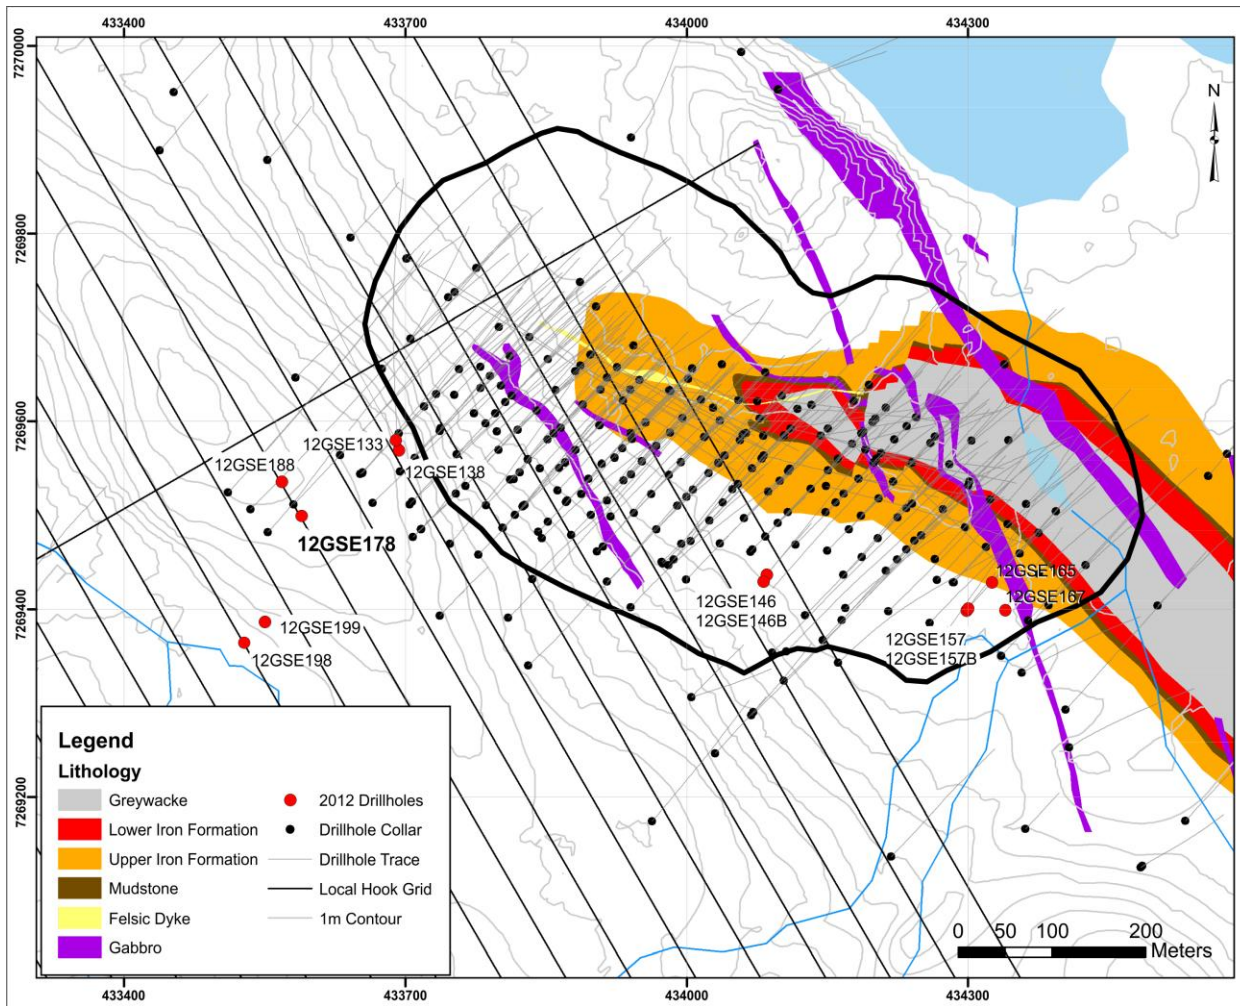 433400
433700
434000
434300
7270000
7269800
7269600
7269400
7269200
N
12GSE133
12GSE188
12GSE138
12GSE178
12GSE165
12GSE167
12GSE146
12GSE146B
12GSE199
12GSE157
12GSE157B
12GSE198
Legend
Lithology
Greywacke
Lower Iron Formation
Upper Iron Formation
Mudstone
Felsic Dyke
Gabbro
2012 Drillholes
Drillhole Collar
Drillhole Trace
Local Hook Grid
1m Contour
0 50 100 200
Meters
433400
433700
434000
434300